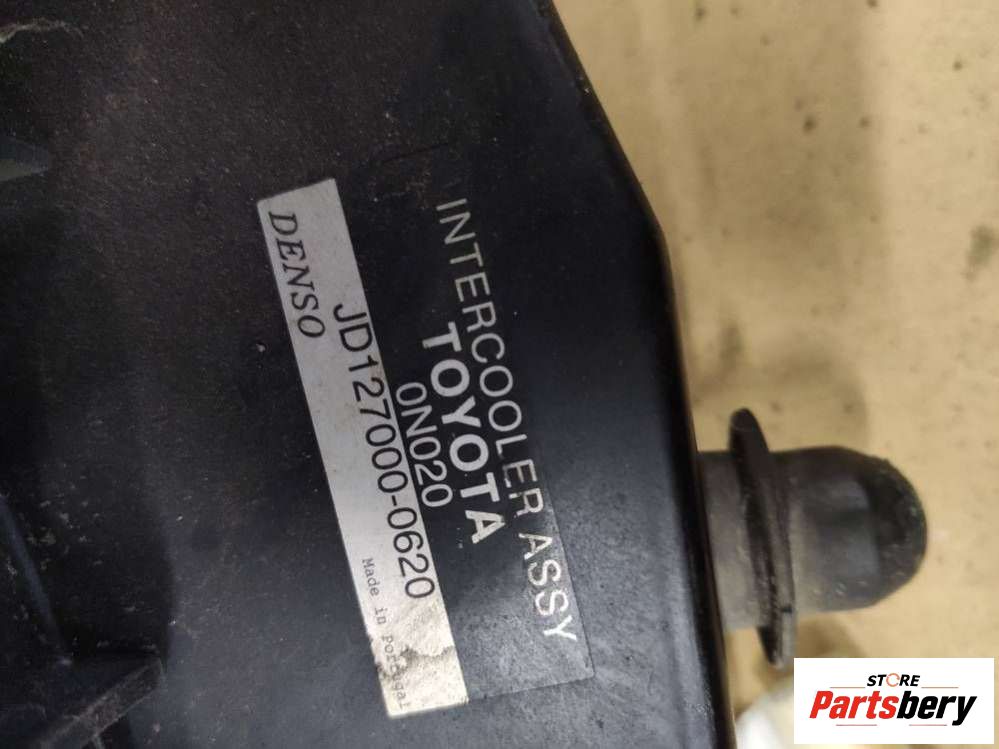 INTERCOOLER ASSY
TOYOTA
0N020
DENSO
JD127000-0620
Made in Portugal
STORE
Partsbery